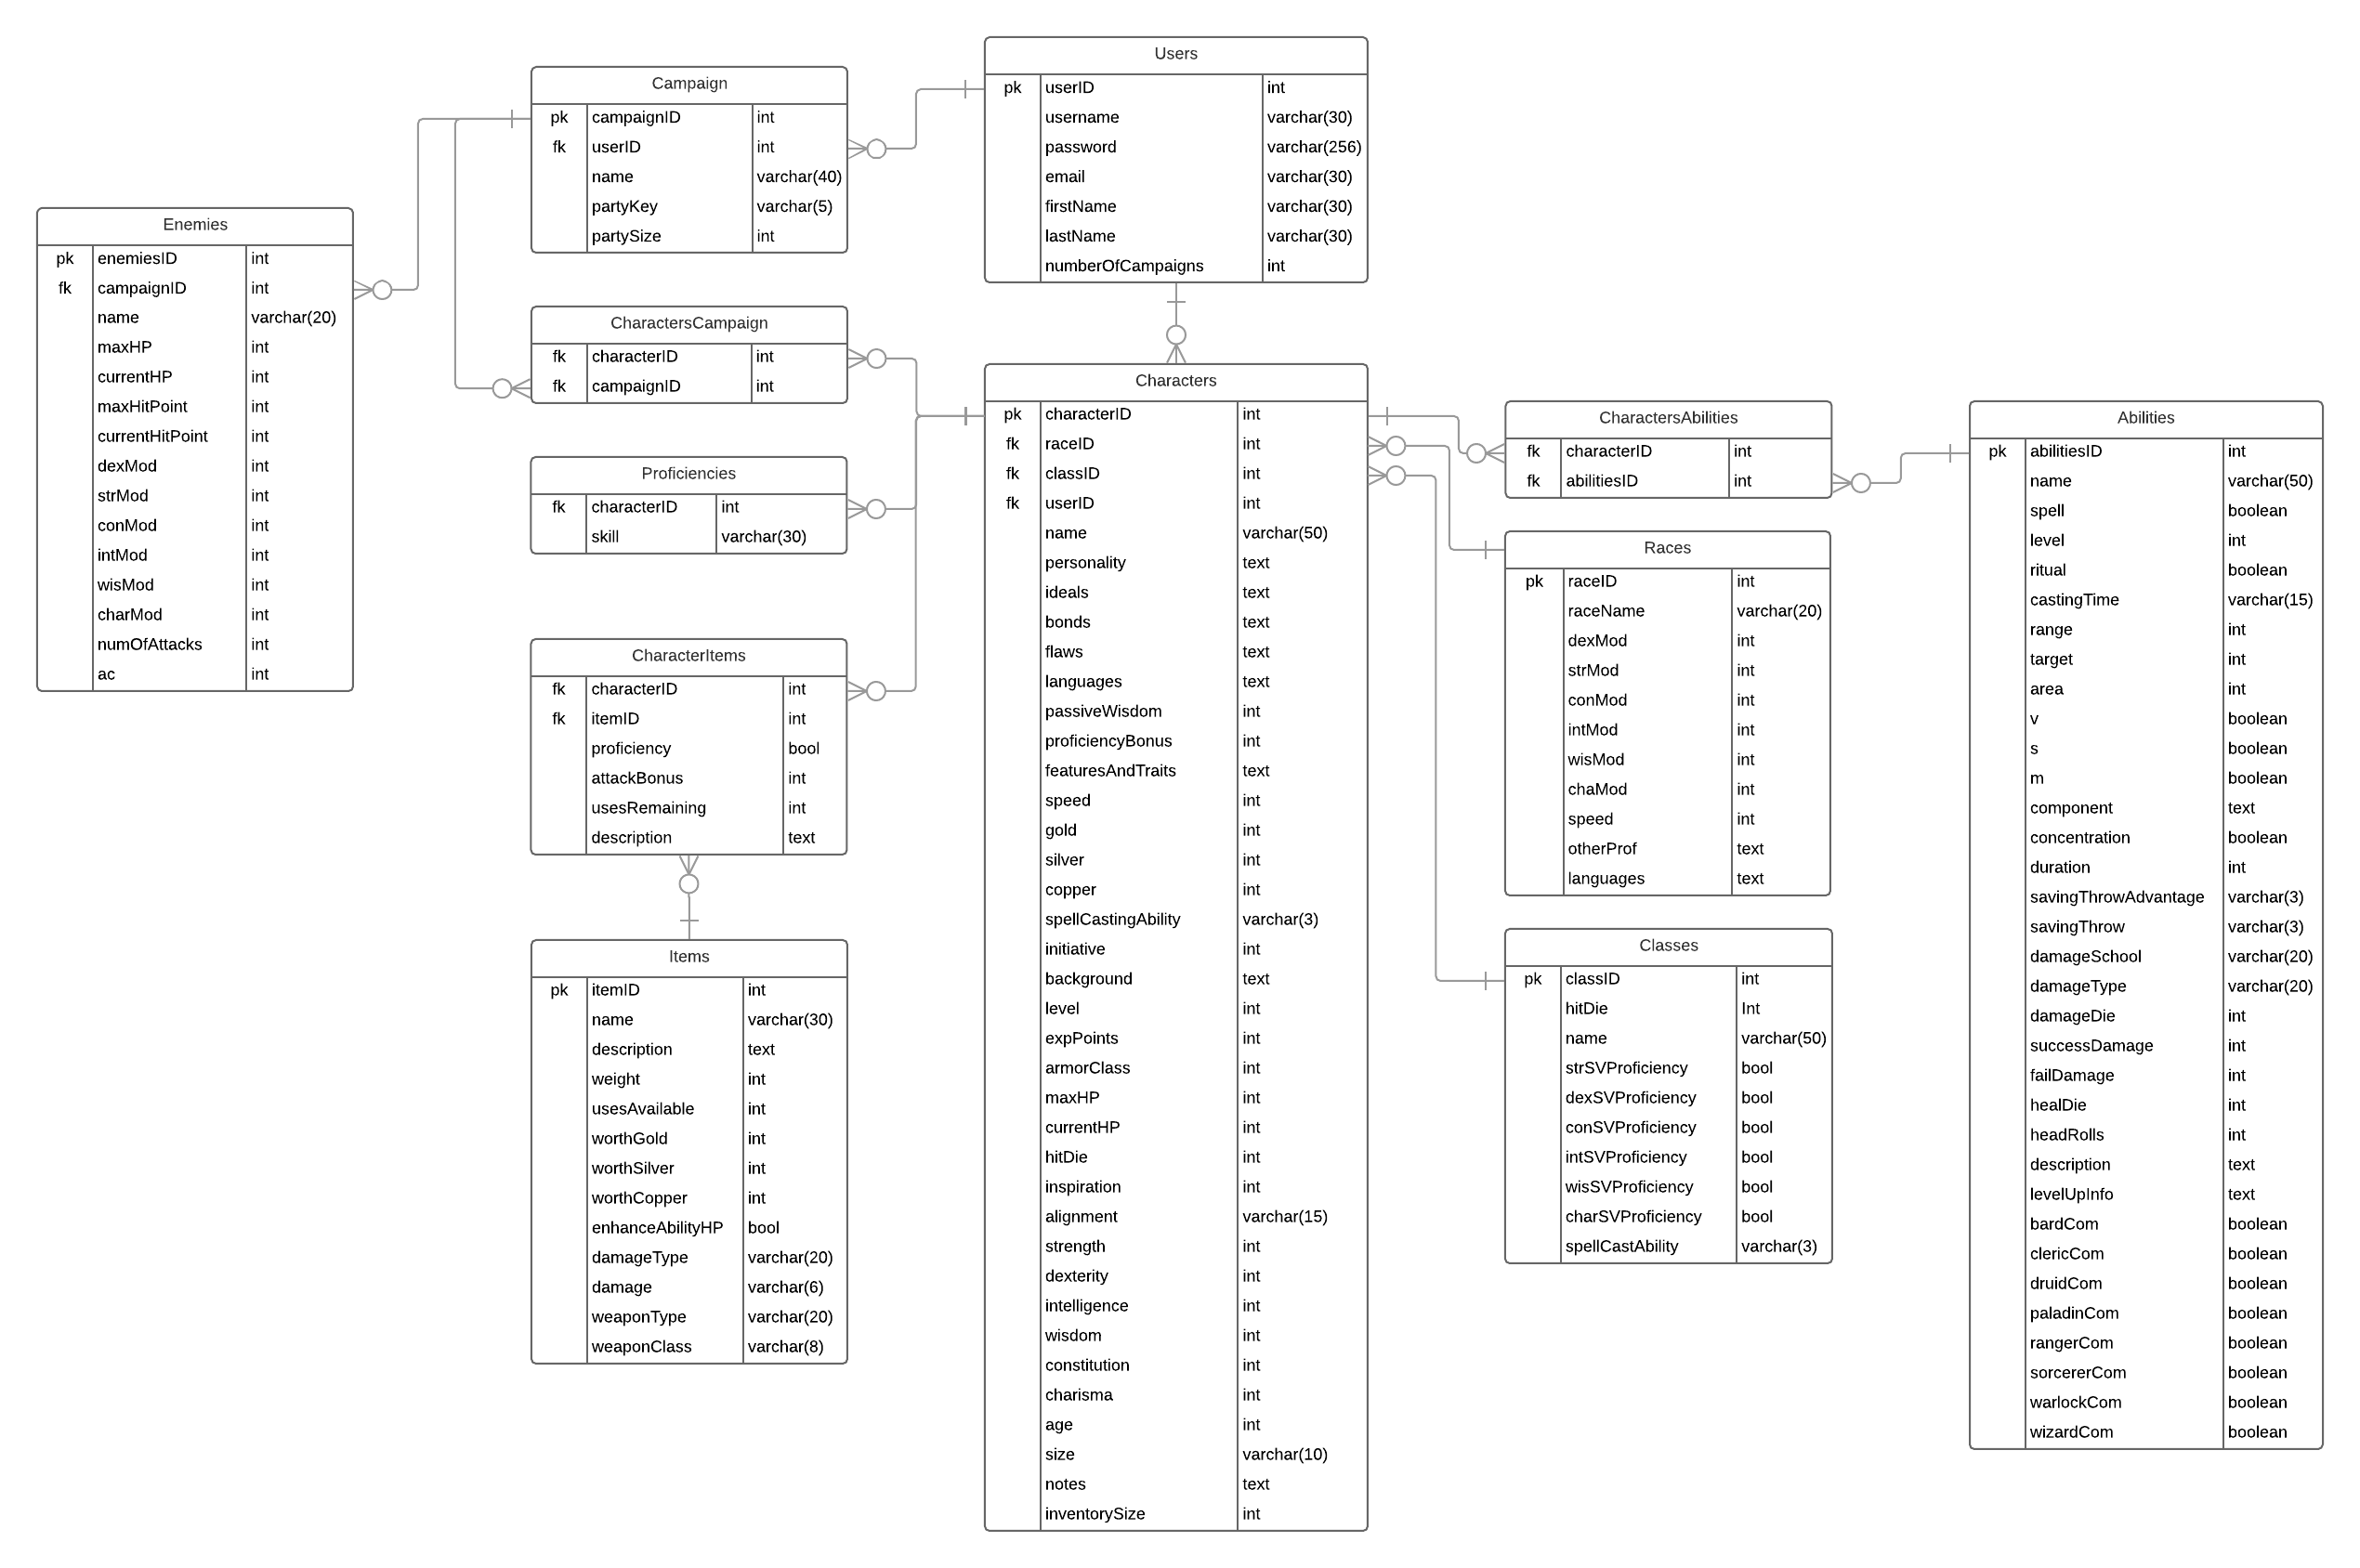 Enemies
pk enemiesID int
fk campaignID int
name varchar(20)
maxHP int
currentHP int
maxHitPoint int
currentHitPoint int
dexMod int
strMod int
conMod int
intMod int
wisMod int
charMod int
numOfAttacks int
ac int
Campaign
pk campaignID int
fk userID int
name varchar(40)
partyKey varchar(5)
partySize int
CharactersCampaign
fk characterID int
fk campaignID int
Proficiencies
fk characterID int
skill varchar(30)
CharacterItems
fk characterID int
fk itemID int
proficiency bool
attackBonus int
usesRemaining int
description text
Items
pk itemID int
name varchar(30)
description text
weight int
usesAvailable int
worthGold int
worthSilver int
worthCopper int
enhanceAbilityHP bool
damageType varchar(20)
damage varchar(6)
weaponType varchar(20)
weaponClass varchar(8)
Users
pk userID int
username varchar(30)
password varchar(256)
email varchar(30)
firstName varchar(30)
lastName varchar(30)
numberOfCampaigns int
Characters
pk characterID int
fk raceID int
fk classID int
fk userID int
name varchar(50)
personality text
ideals text
bonds text
flaws text
languages text
passiveWisdom int
proficiencyBonus int
featuresAndTraits text
speed int
gold int
silver int
copper int
spellCastingAbility varchar(3)
initiative int
background text
level int
expPoints int
armorClass int
maxHP int
currentHP int
hitDie int
inspiration int
alignment varchar(15)
strength int
dexterity int
intelligence int
wisdom int
constitution int
charisma int
age int
size varchar(10)
notes text
inventorySize int
CharactersAbilities
fk characterID int
fk abilitiesID int
Races
pk raceID int
raceName varchar(20)
dexMod int
strMod int
conMod int
intMod int
wisMod int
chaMod int
speed int
otherProf text
languages text
Classes
pk classID int
hitDie Int
name varchar(50)
strSVProficiency bool
dexSVProficiency bool
conSVProficiency bool
intSVProficiency bool
wisSVProficiency bool
charSVProficiency bool
spellCastAbility varchar(3)
Abilities
pk abilitiesID int
name varchar(50)
spell boolean
level int
ritual boolean
castingTime varchar(15)
range int
target int
area int
v boolean
s boolean
m boolean
component text
concentration boolean
duration int
savingThrowAdvantage varchar(3)
savingThrow varchar(3)
damageSchool varchar(20)
damageType varchar(20)
damageDie int
successDamage int
failDamage int
healDie int
headRolls int
description text
levelUpInfo text
bardCom boolean
clericCom boolean
druidCom boolean
paladinCom boolean
rangerCom boolean
sorcererCom boolean
warlockCom boolean
wizardCom boolean